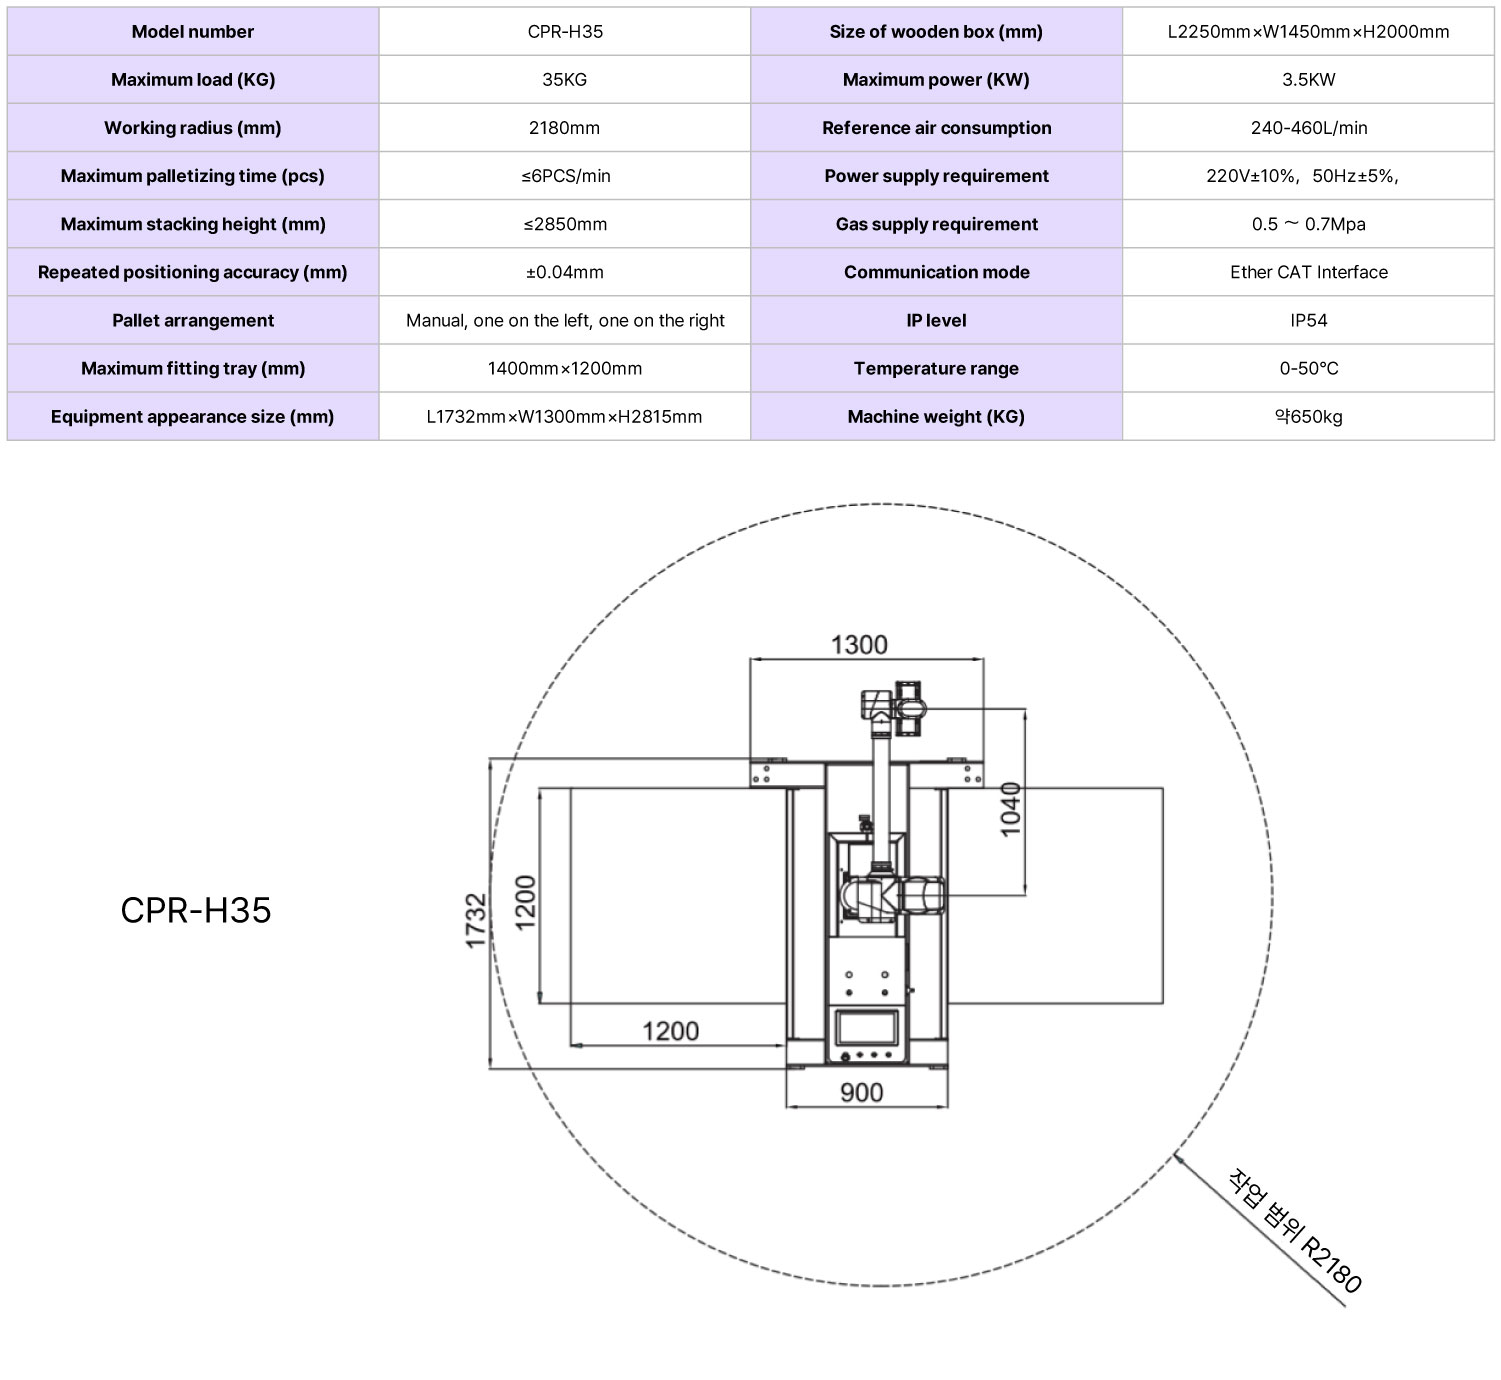 Model number CPR-H35 Size of wooden box (mm) L2250mm×W1450mm×H2000mm
Maximum load (KG) 35KG Maximum power (KW) 3.5KW
Working radius (mm) 2180mm Reference air consumption 240-460L/min
Maximum palletizing time (pcs) ≤6PCS/min Power supply requirement 220V±10%, 50Hz±5%,
Maximum stacking height (mm) ≤2850mm Gas supply requirement 0.5 ~ 0.7Mpa
Repeated positioning accuracy (mm) ±0.04mm Communication mode Ether CAT Interface
Pallet arrangement Manual, one on the left, one on the right IP level IP54
Maximum fitting tray (mm) 1400mm×1200mm Temperature range 0-50℃
Equipment appearance size (mm) L1732mm×W1300mm×H2815mm Machine weight (KG) 약650kg
1300
1040
CPR-H35
1732
1200
1200
900
작업 범위 R2180